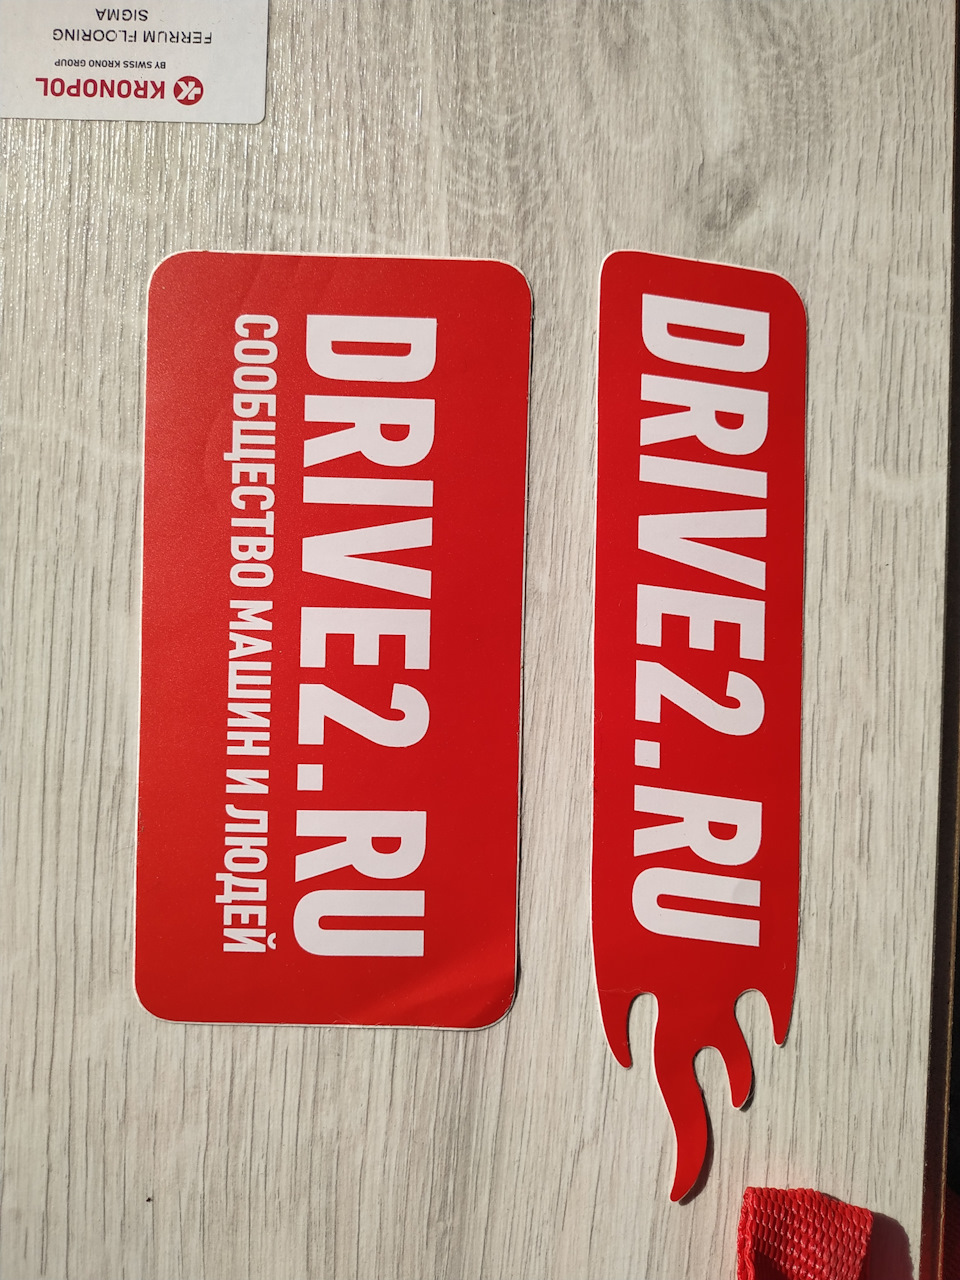 KRONOPOL
BY SWISS KRONO GROUP
FERRUM FLOORING
SIGMA
DRIVE2.RU
СООБЩЕСТВО МАШИН И ЛЮДЕЙ
DRIVE2.RU